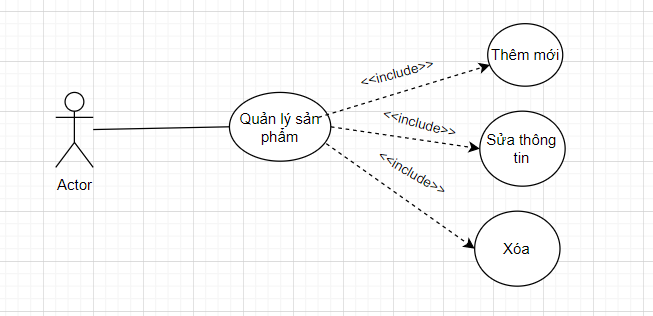 Thêm mới
<<include>>
Quản lý sản
phẩm
<<include>>
Sửa thông
tin
<<include>>
Actor
Xóa